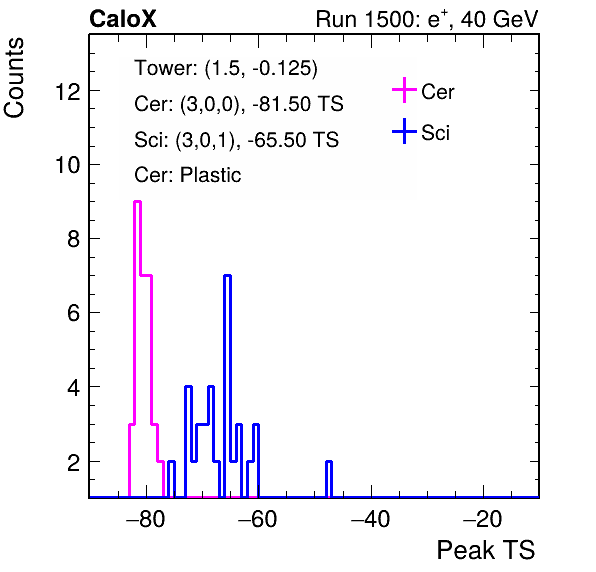 CaloX
Run 1500: e+, 40 GeV
Counts
Tower: (1.5, -0.125)
Cer: (3,0,0), -81.50 TS
Sci: (3,0,1), -65.50 TS
Cer: Plastic
Cer
Sci
12
10
8
6
4
2
−80 −60 −40 −20
Peak TS